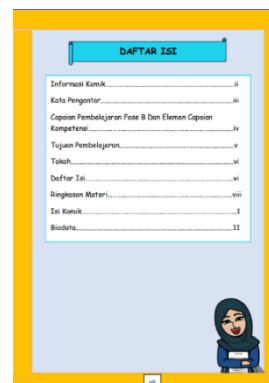 DAFTAR ISI
Informasi Komik.....................................................ii
Kata Pengantar.....................................................iii
Capaian Pembelajaran Fase B Dan Elemen Capaian
Kompetensi.....................................................iv
Tujuan Pembelajaran.....................................................v
Tokoh.....................................................vi
Daftar Isi.....................................................vi
Ringkasan Materi.....................................................viii
Isi Komik.....................................................1
Biodata.....................................................11